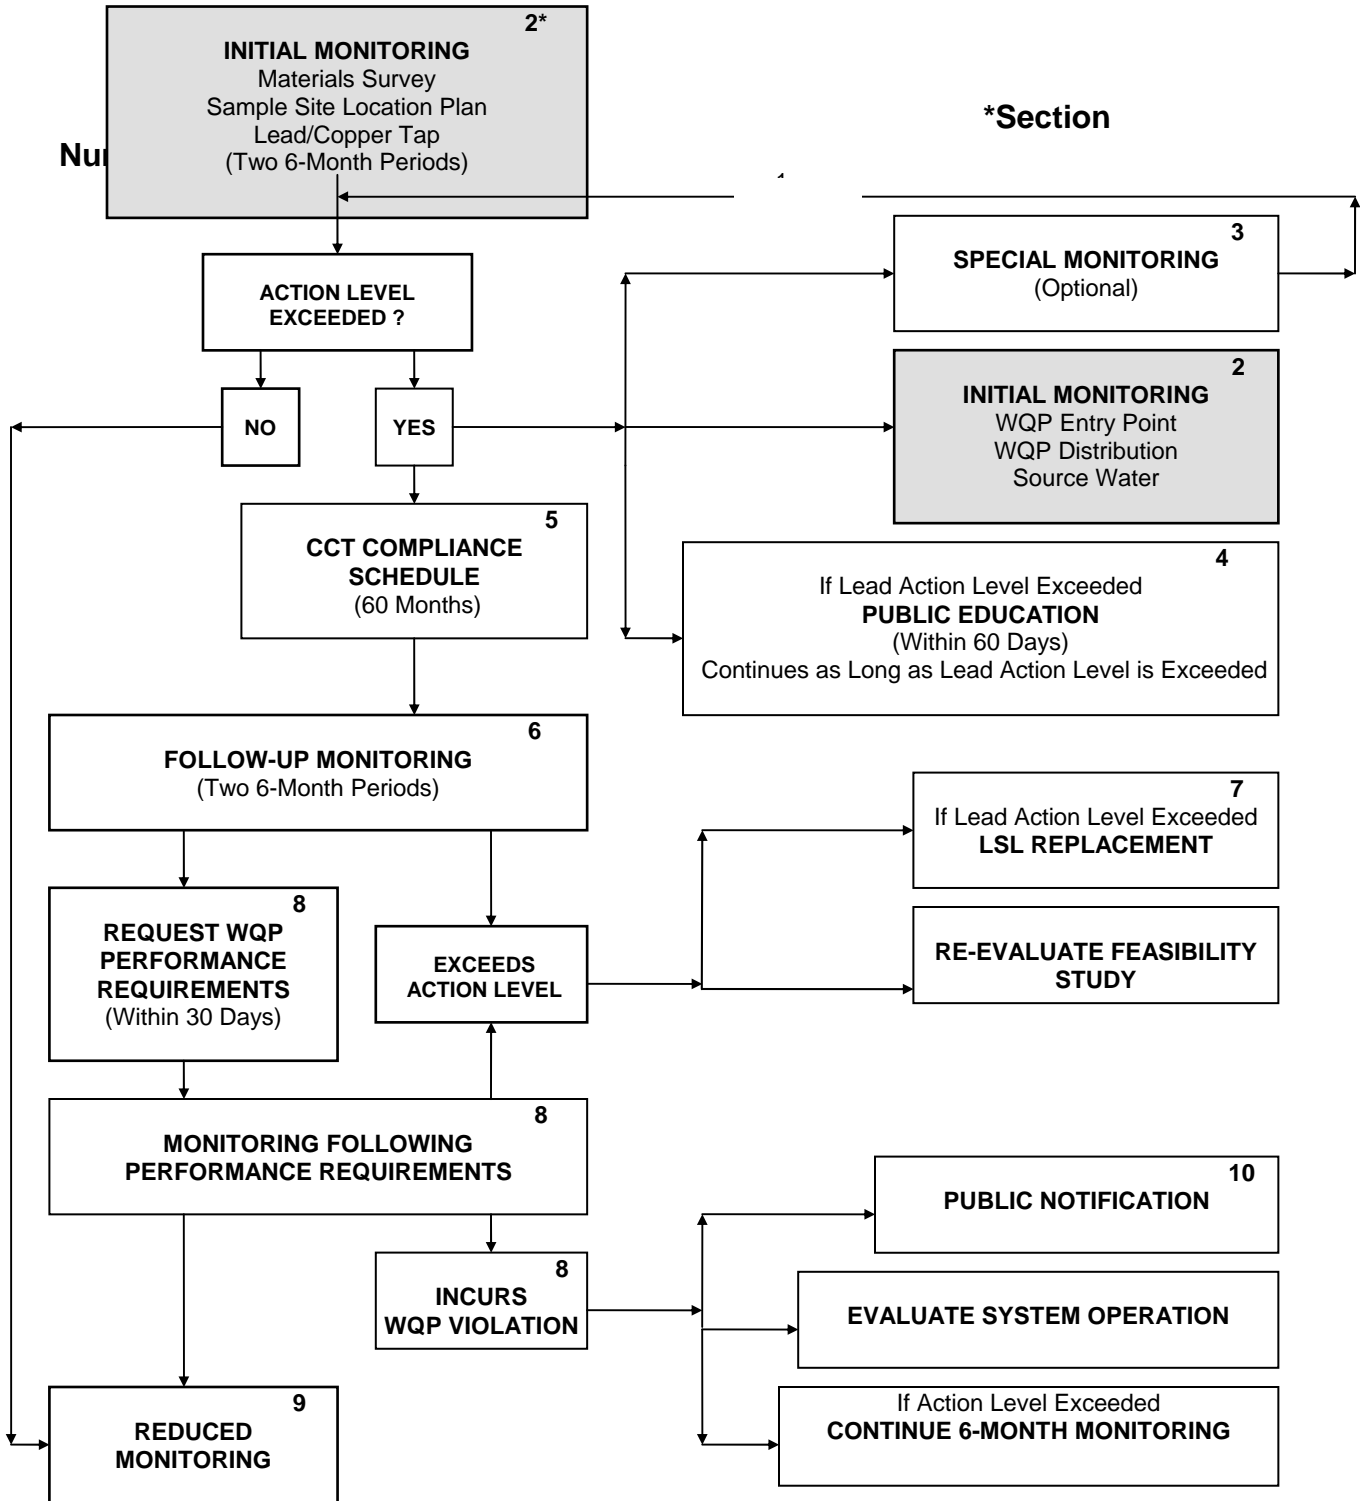 2*
INITIAL MONITORING
Materials Survey
Sample Site Location Plan
Lead/Copper Tap
(Two 6-Month Periods)
*Section
ACTION LEVEL
EXCEEDED ?
NO
YES
3
SPECIAL MONITORING
(Optional)
2
INITIAL MONITORING
WQP Entry Point
WQP Distribution
Source Water
5
CCT COMPLIANCE
SCHEDULE
(60 Months)
4
If Lead Action Level Exceeded
PUBLIC EDUCATION
(Within 60 Days)
Continues as Long as Lead Action Level is Exceeded
6
FOLLOW-UP MONITORING
(Two 6-Month Periods)
7
If Lead Action Level Exceeded
LSL REPLACEMENT
8
REQUEST WQP
PERFORMANCE
REQUIREMENTS
(Within 30 Days)
EXCEEDS
ACTION LEVEL
RE-EVALUATE FEASIBILITY
STUDY
8
MONITORING FOLLOWING
PERFORMANCE REQUIREMENTS
10
PUBLIC NOTIFICATION
8
INCURS
WQP VIOLATION
EVALUATE SYSTEM OPERATION
If Action Level Exceeded
CONTINUE 6-MONTH MONITORING
9
REDUCED
MONITORING